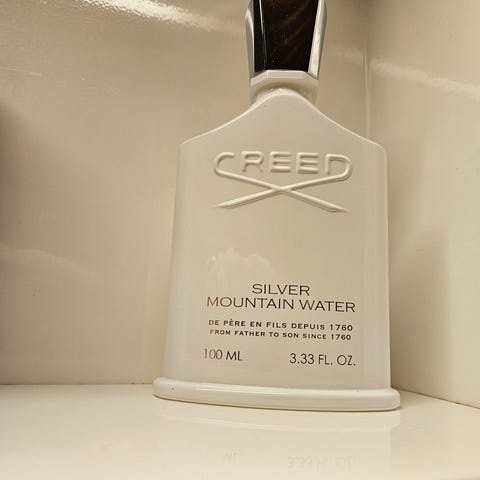 CREED
SILVER
MOUNTAIN WATER
DE PÈRE EN FILS DEPUIS 1760
FROM FATHER TO SON SINCE 1760
100 ML 3.33 FL. OZ.